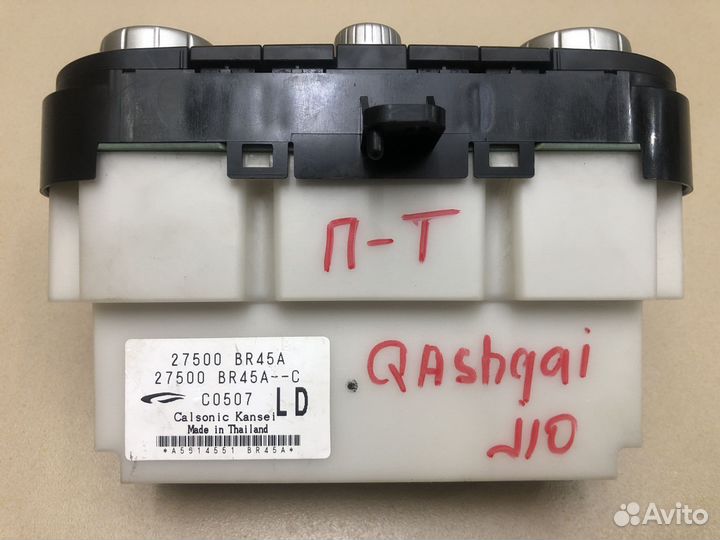 П-Т
QAshqai
J10
27500 BR45A
27500 BR45A--C
C0507 LD
Calsonic Kansei
Made in Thailand
*A5514551 BR45A*
Avito